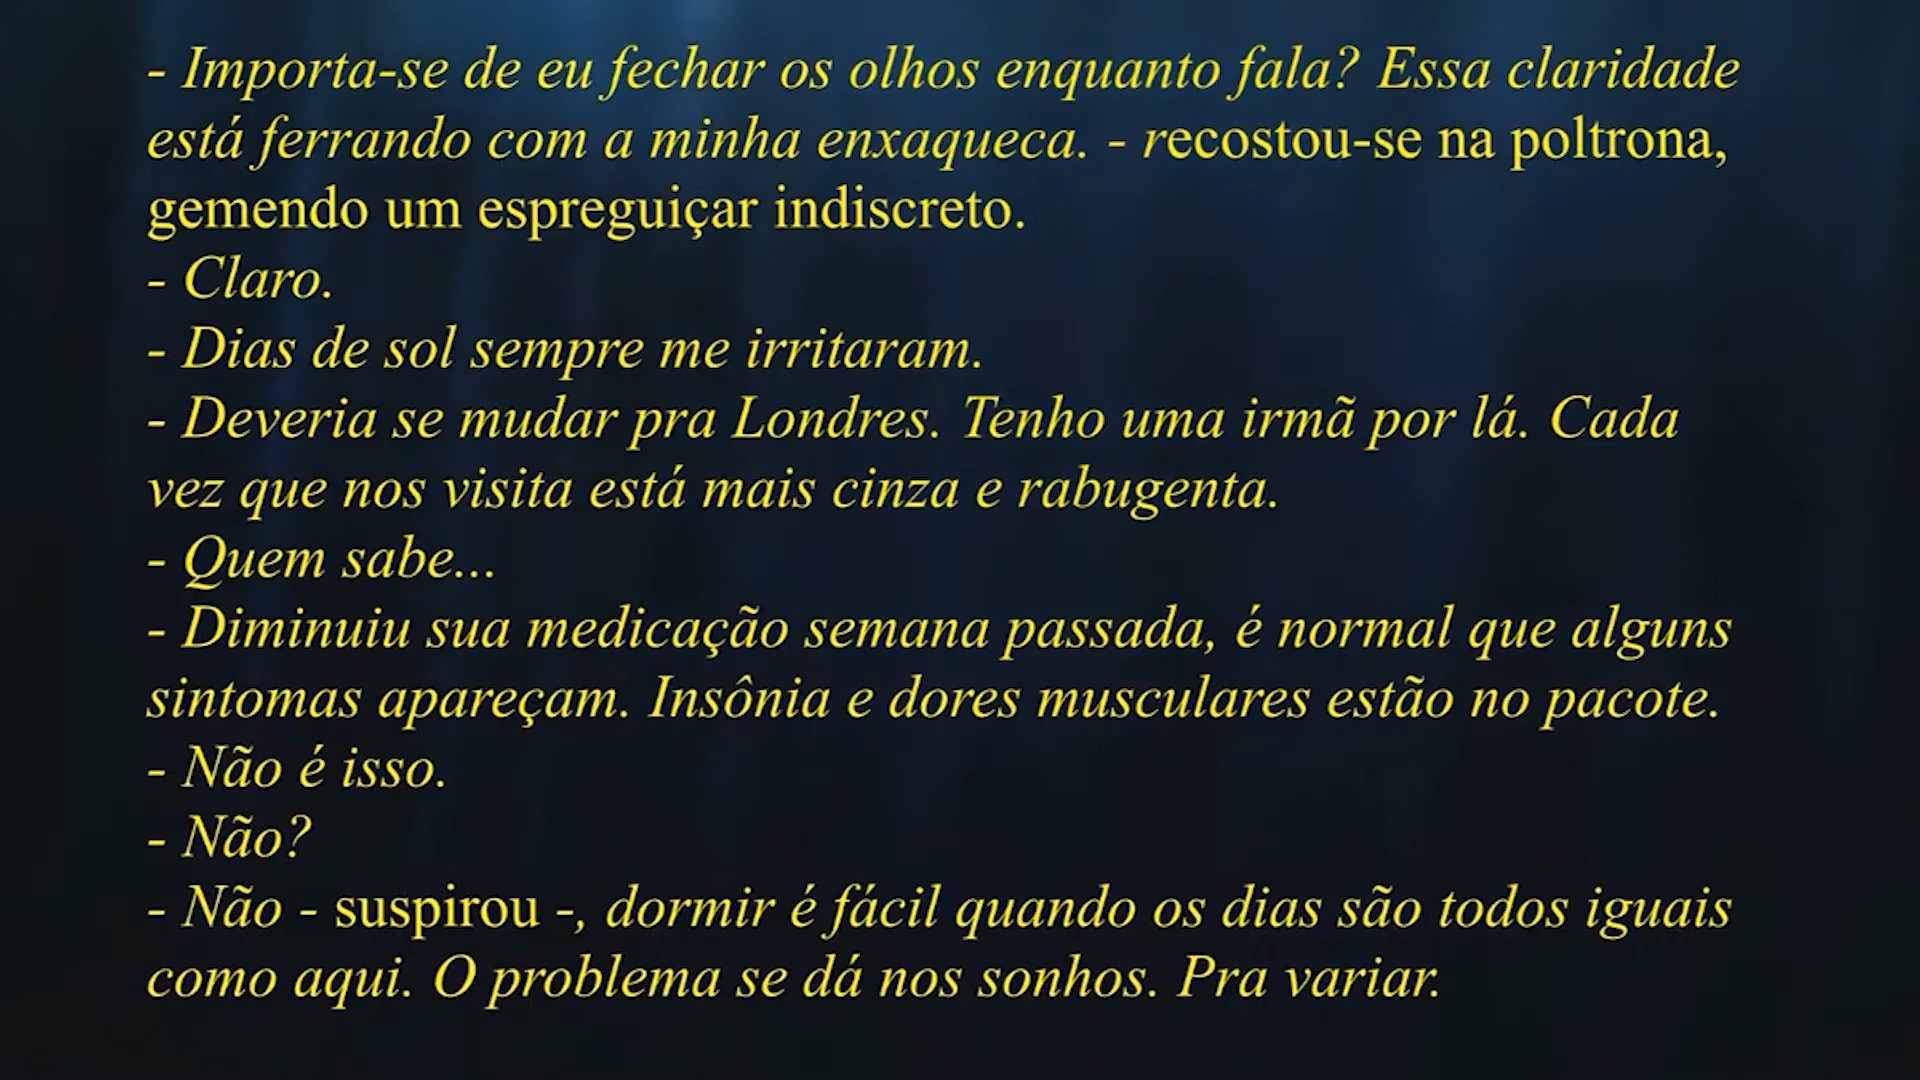 - Importa-se de eu fechar os olhos enquanto fala? Essa claridade
está ferrando com a minha enxaqueca. - recostou-se na poltrona,
gemendo um espreguiçar indiscreto.
- Claro.
- Dias de sol sempre me irritaram.
- Deveria se mudar pra Londres. Tenho uma irmã por lá. Cada
vez que nos visita está mais cinza e rabugenta.
- Quem sabe...
- Diminuiu sua medicação semana passada, é normal que alguns
sintomas apareçam. Insônia e dores musculares estão no pacote.
- Não é isso.
- Não?
- Não - suspirou -, dormir é fácil quando os dias são todos iguais
como aqui. O problema se dá nos sonhos. Pra variar.